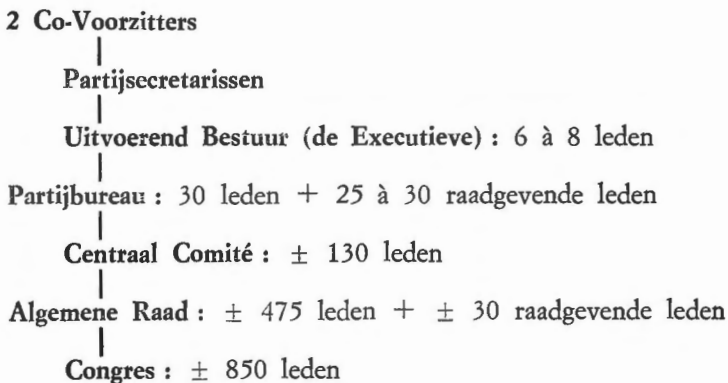 2 Co-Voorzitters
Partijsecretarissen
Uitvoerend Bestuur (de Executieve) : 6 à 8 leden
Partijbureau : 30 leden + 25 à 30 raadgevende leden
Centraal Comité : ± 130 leden
Algemene Raad : ± 475 leden + ± 30 raadgevende leden
Congres : ± 850 leden